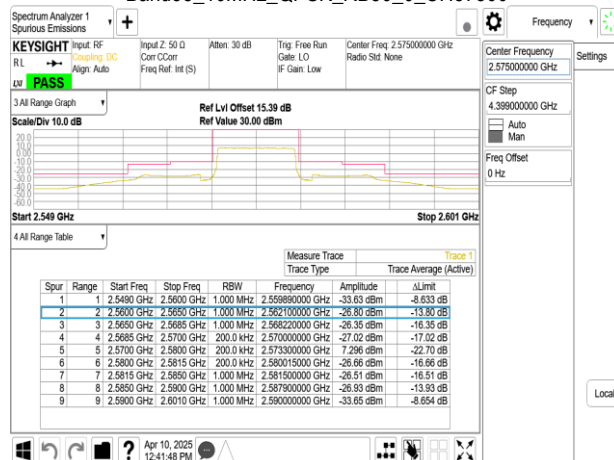 Spectrum Analyzer 1
Spurious Emissions
Frequency
KEYSIGHT
Input: RF
Input Z: 50 Ω
Atten: 30 dB
Trig: Free Run
Center Freq: 2.575000000 GHz
RL
Coupling: DC
Corr CCorr
Gate: LO
Radio Std: None
Align: Auto
Freq Ref: Int (S)
IF Gain: Low
LXI
PASS
Center Frequency
2.575000000 GHz
Settings
CF Step
4.399000000 GHz
Auto
Man
Freq Offset
0 Hz
3 All Range Graph
Ref Lvl Offset 15.39 dB
Scale/Div 10.0 dB
Ref Value 30.00 dBm
20.0
10.0
0.00
-10.0
-20.0
-30.0
-40.0
-50.0
-60.0
Start 2.549 GHz
Stop 2.601 GHz
4 All Range Table
Measure Trace Trace 1
Trace Type Trace Average (Active)
Spur Range Start Freq Stop Freq RBW Frequency Amplitude ΔLimit
1 1 2.5490 GHz 2.5600 GHz 1.000 MHz 2.559890000 GHz -33.63 dBm -8.633 dB
2 2 2.5600 GHz 2.5650 GHz 1.000 MHz 2.562100000 GHz -26.80 dBm -13.80 dB
3 3 2.5650 GHz 2.5685 GHz 1.000 MHz 2.568220000 GHz -26.35 dBm -16.35 dB
4 4 2.5685 GHz 2.5700 GHz 200.0 kHz 2.570000000 GHz -27.02 dBm -17.02 dB
5 5 2.5700 GHz 2.5800 GHz 200.0 kHz 2.573300000 GHz 7.296 dBm -22.70 dB
6 6 2.5800 GHz 2.5815 GHz 200.0 kHz 2.580015000 GHz -26.66 dBm -16.66 dB
7 7 2.5815 GHz 2.5850 GHz 1.000 MHz 2.581500000 GHz -26.51 dBm -16.51 dB
8 8 2.5850 GHz 2.5900 GHz 1.000 MHz 2.587900000 GHz -26.93 dBm -13.93 dB
9 9 2.5900 GHz 2.6010 GHz 1.000 MHz 2.590000000 GHz -33.65 dBm -8.654 dB
Local
Apr 10, 2025
12:41:48 PM